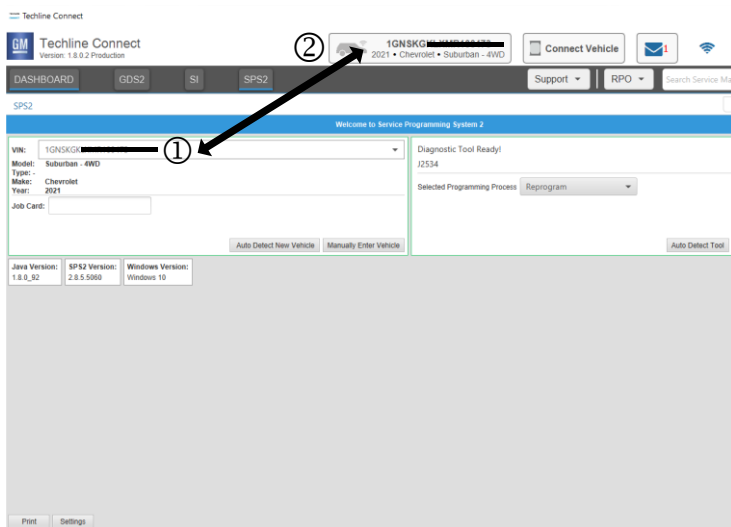 Techline Connect
GM
Techline Connect
Version: 1.8.0.2 Production
②
1GNSKGKL
2021 • Chevrolet • Suburban - 4WD
Connect Vehicle
1
DASHBOARD
GDS2
SI
SPS2
Support
RPO
Search Service Ma
SPS2
Welcome to Service Programming System 2
VIN:
1GNSKGK
①
Model: Suburban - 4WD
Type: -
Make: Chevrolet
Year: 2021
Job Card:
Auto Detect New Vehicle
Manually Enter Vehicle
Diagnostic Tool Ready!
J2534
Selected Programming Process
Reprogram
Auto Detect Tool
Java Version:
1.8.0_92
SPS2 Version:
2.8.5.5060
Windows Version:
Windows 10
Print
Settings